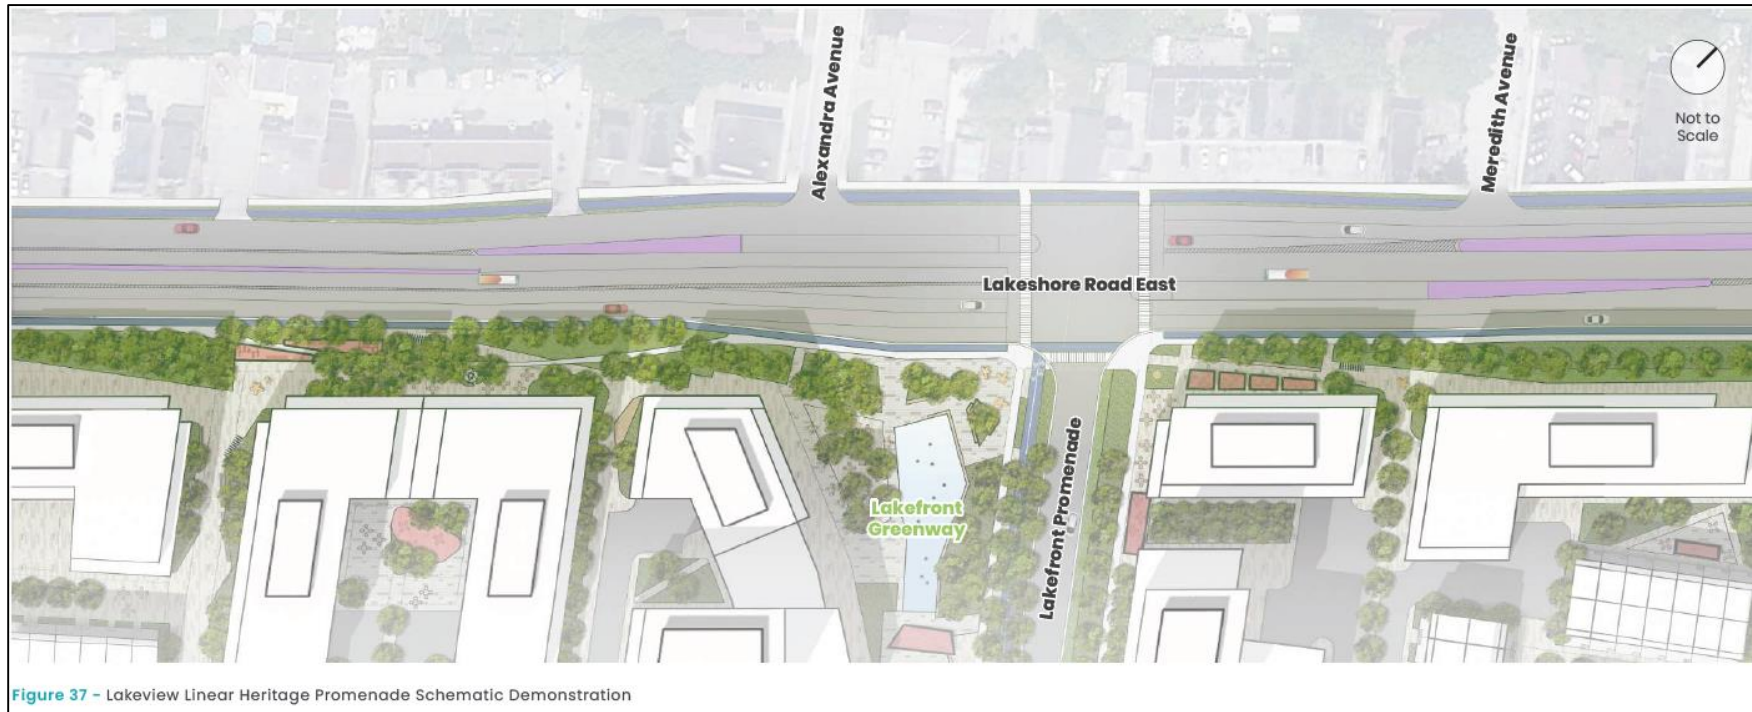 Alexandra Avenue
Meredith Avenue
Not to
Scale
Lakeshore Road East
Lakefront
Greenway
Lakefront Promenade
Figure 37 - Lakeview Linear Heritage Promenade Schematic Demonstration